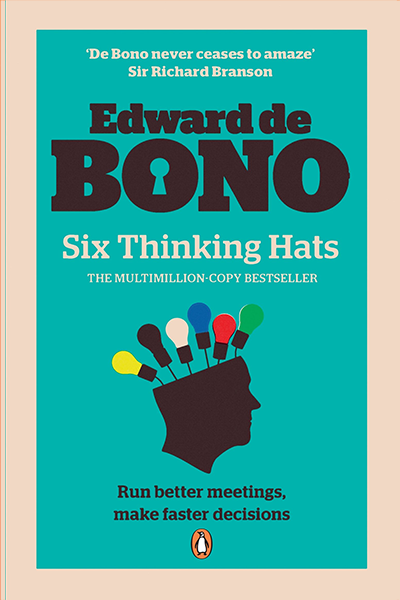 ‘De Bono never ceases to amaze’
Sir Richard Branson
Edward de
BONO
Six Thinking Hats
THE MULTIMILLION-COPY BESTSELLER
Run better meetings,
make faster decisions